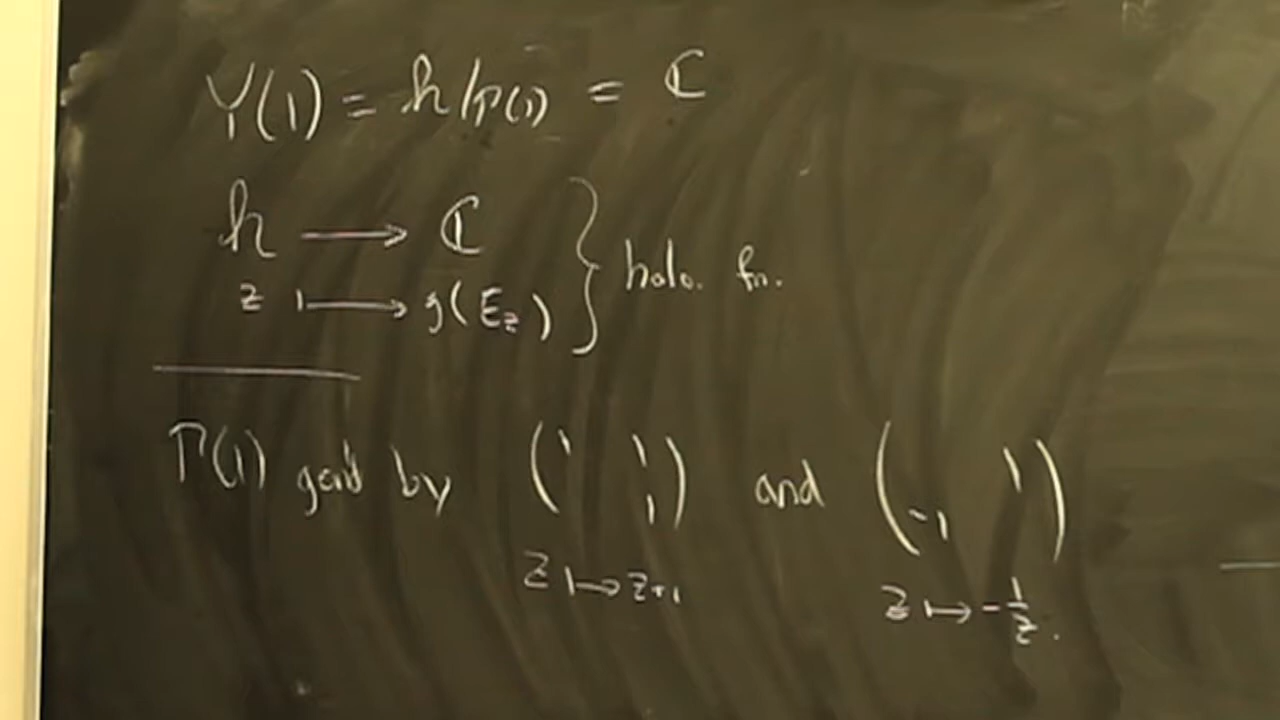 Y(1) = h/Γ(1) = ℂ
h ⟶ ℂ
z ⟼ j(E_z) } holo. fn.
Γ(1) gen'd by (1 1 / 1) and ( 1 / -1 )
z ↦ z+1 z ↦ -1/z.